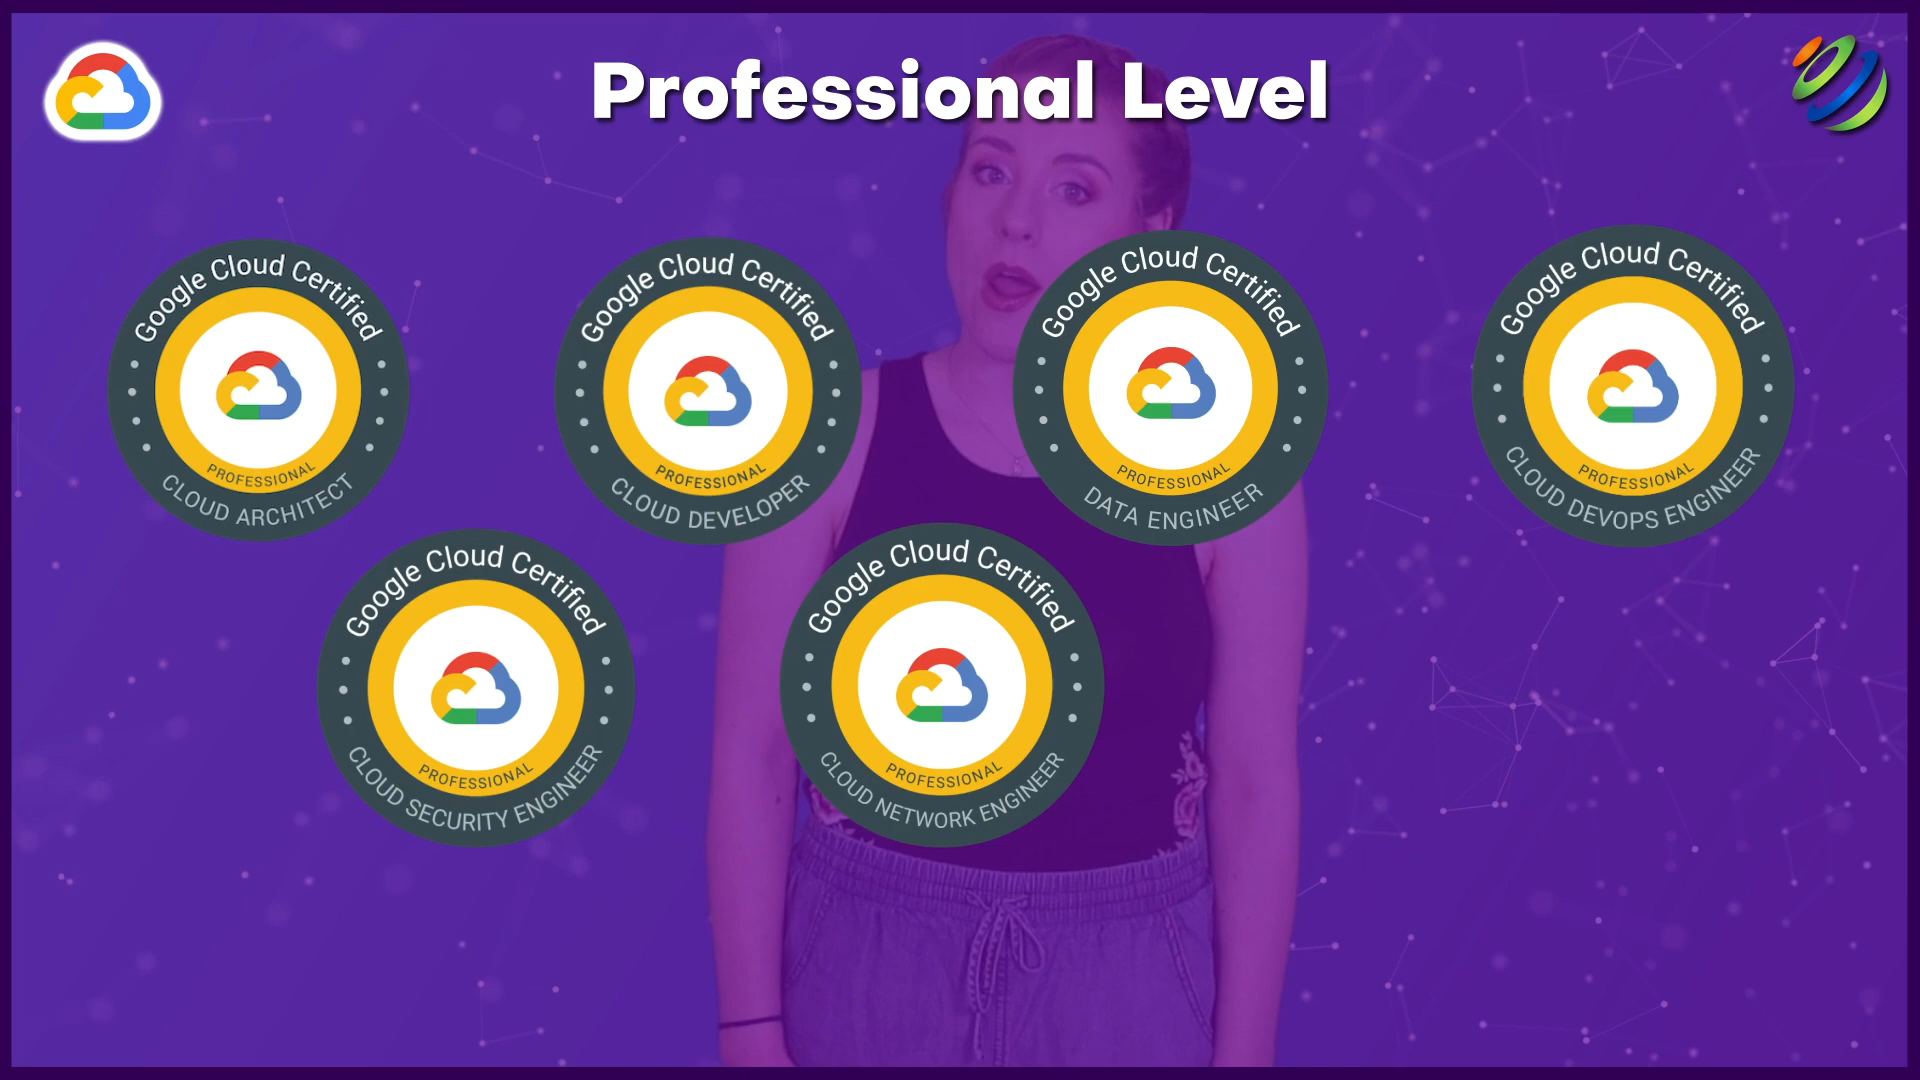 Professional Level
Google Cloud Certified
PROFESSIONAL
CLOUD ARCHITECT
Google Cloud Certified
PROFESSIONAL
CLOUD DEVELOPER
Google Cloud Certified
PROFESSIONAL
DATA ENGINEER
Google Cloud Certified
PROFESSIONAL
CLOUD DEVOPS ENGINEER
Google Cloud Certified
PROFESSIONAL
CLOUD SECURITY ENGINEER
Google Cloud Certified
PROFESSIONAL
CLOUD NETWORK ENGINEER